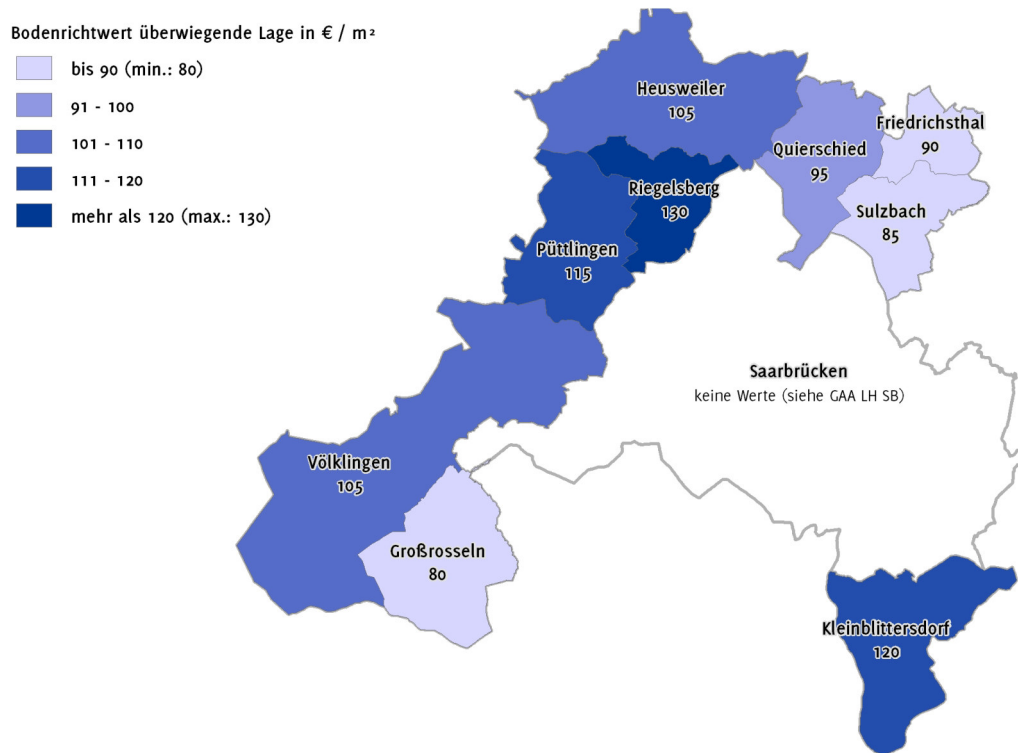 Bodenrichtwert überwiegende Lage in € / m²
bis 90 (min.: 80)
91 - 100
101 - 110
111 - 120
mehr als 120 (max.: 130)
Heusweiler
105
Friedrichsthal
90
Quierschied
95
Riegelsberg
130
Sulzbach
85
Püttlingen
115
Saarbrücken
keine Werte (siehe GAA LH SB)
Völklingen
105
Großrosseln
80
Kleinblittersdorf
120